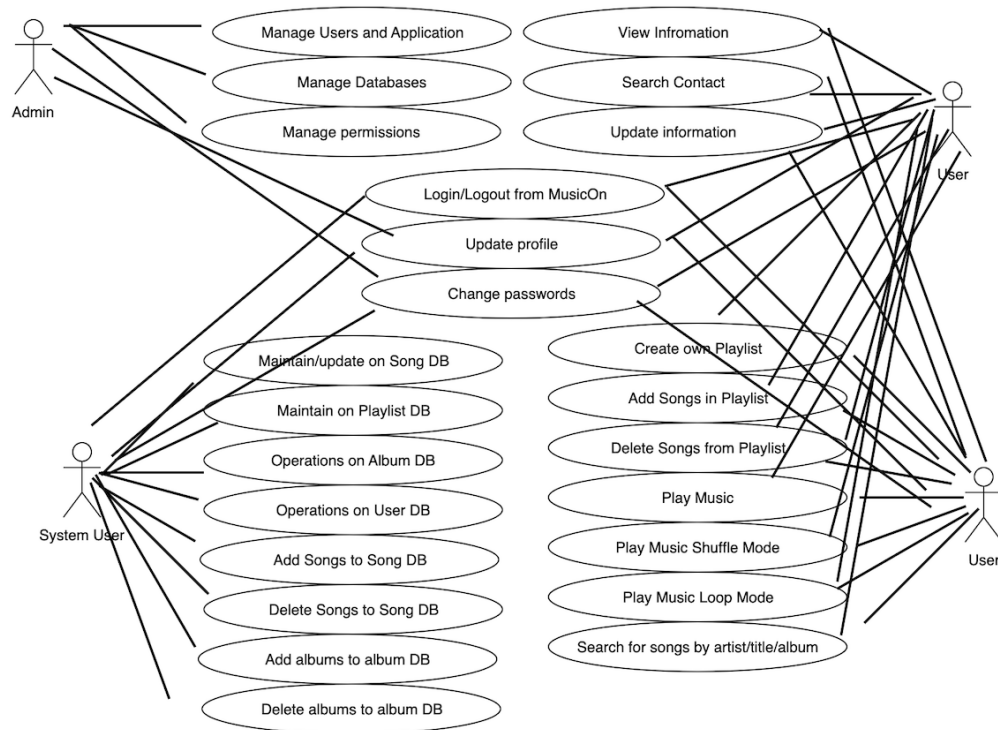 Manage Users and Application
View Infromation
Manage Databases
Search Contact
Admin
Manage permissions
Update information
User
Login/Logout from MusicOn
Update profile
Change passwords
Maintain/update on Song DB
Create own Playlist
Maintain on Playlist DB
Add Songs in Playlist
Operations on Album DB
Delete Songs from Playlist
Operations on User DB
Play Music
System User
Play Music Shuffle Mode
Add Songs to Song DB
User
Delete Songs to Song DB
Play Music Loop Mode
Add albums to album DB
Search for songs by artist/title/album
Delete albums to album DB